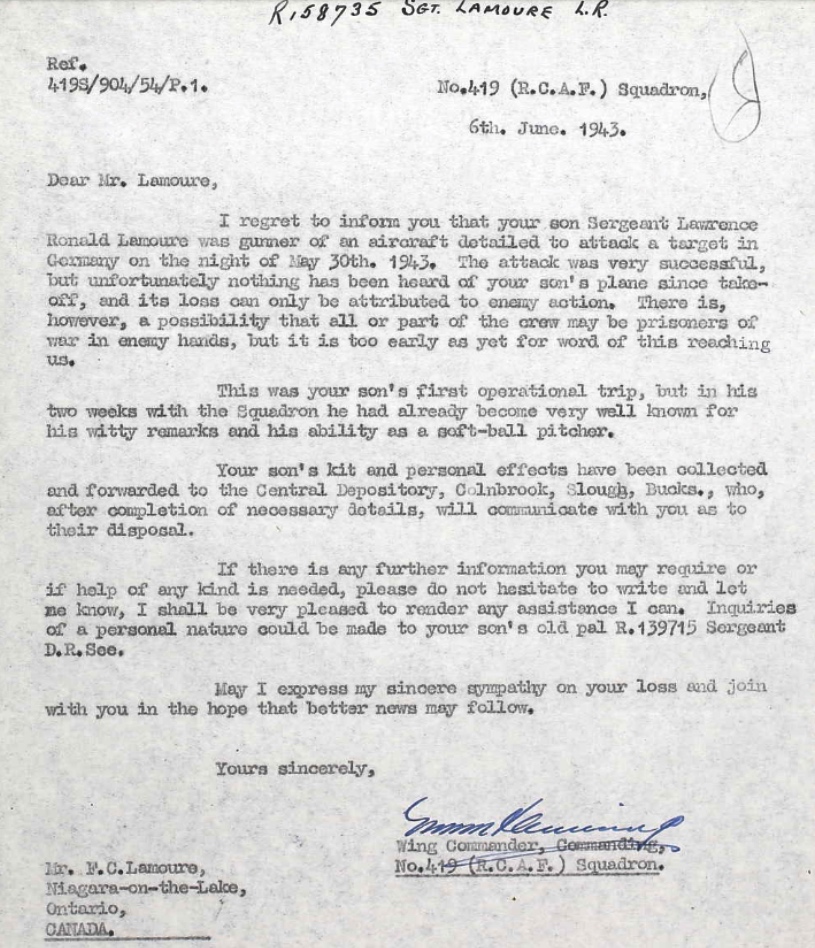 R158735 SGT. LAMOURE L.R.
Ref.
419S/904/54/P.1.
No.419 (R.C.A.F.) Squadron,
6th. June. 1943.
Dear Mr. Lamoure,
I regret to inform you that your son Sergeant Lawrence
Ronald Lamoure was gunner of an aircraft detailed to attack a target in
Germany on the night of May 30th. 1943. The attack was very successful,
but unfortunately nothing has been heard of your son's plane since take-
off, and its loss can only be attributed to enemy action. There is,
however, a possibility that all or part of the crew may be prisoners of
war in enemy hands, but it is too early as yet for word of this reaching
us.
This was your son's first operational trip, but in his
two weeks with the Squadron he had already become very well known for
his witty remarks and his ability as a soft-ball pitcher.
Your son's kit and personal effects have been collected
and forwarded to the Central Depository, Colnbrook, Slough, Bucks., who,
after completion of necessary details, will communicate with you as to
their disposal.
If there is any further information you may require or
if help of any kind is needed, please do not hesitate to write and let
me know, I shall be very pleased to render any assistance I can. Inquiries
of a personal nature could be made to your son's old pal R.139715 Sergeant
D.R.See.
May I express my sincere sympathy on your loss and join
with you in the hope that better news may follow.
Yours sincerely,
Wing Commander, Commanding,
No.419 (R.C.A.F.) Squadron.
Mr. F.C.Lamoure,
Niagara-on-the-Lake,
Ontario,
CANADA.